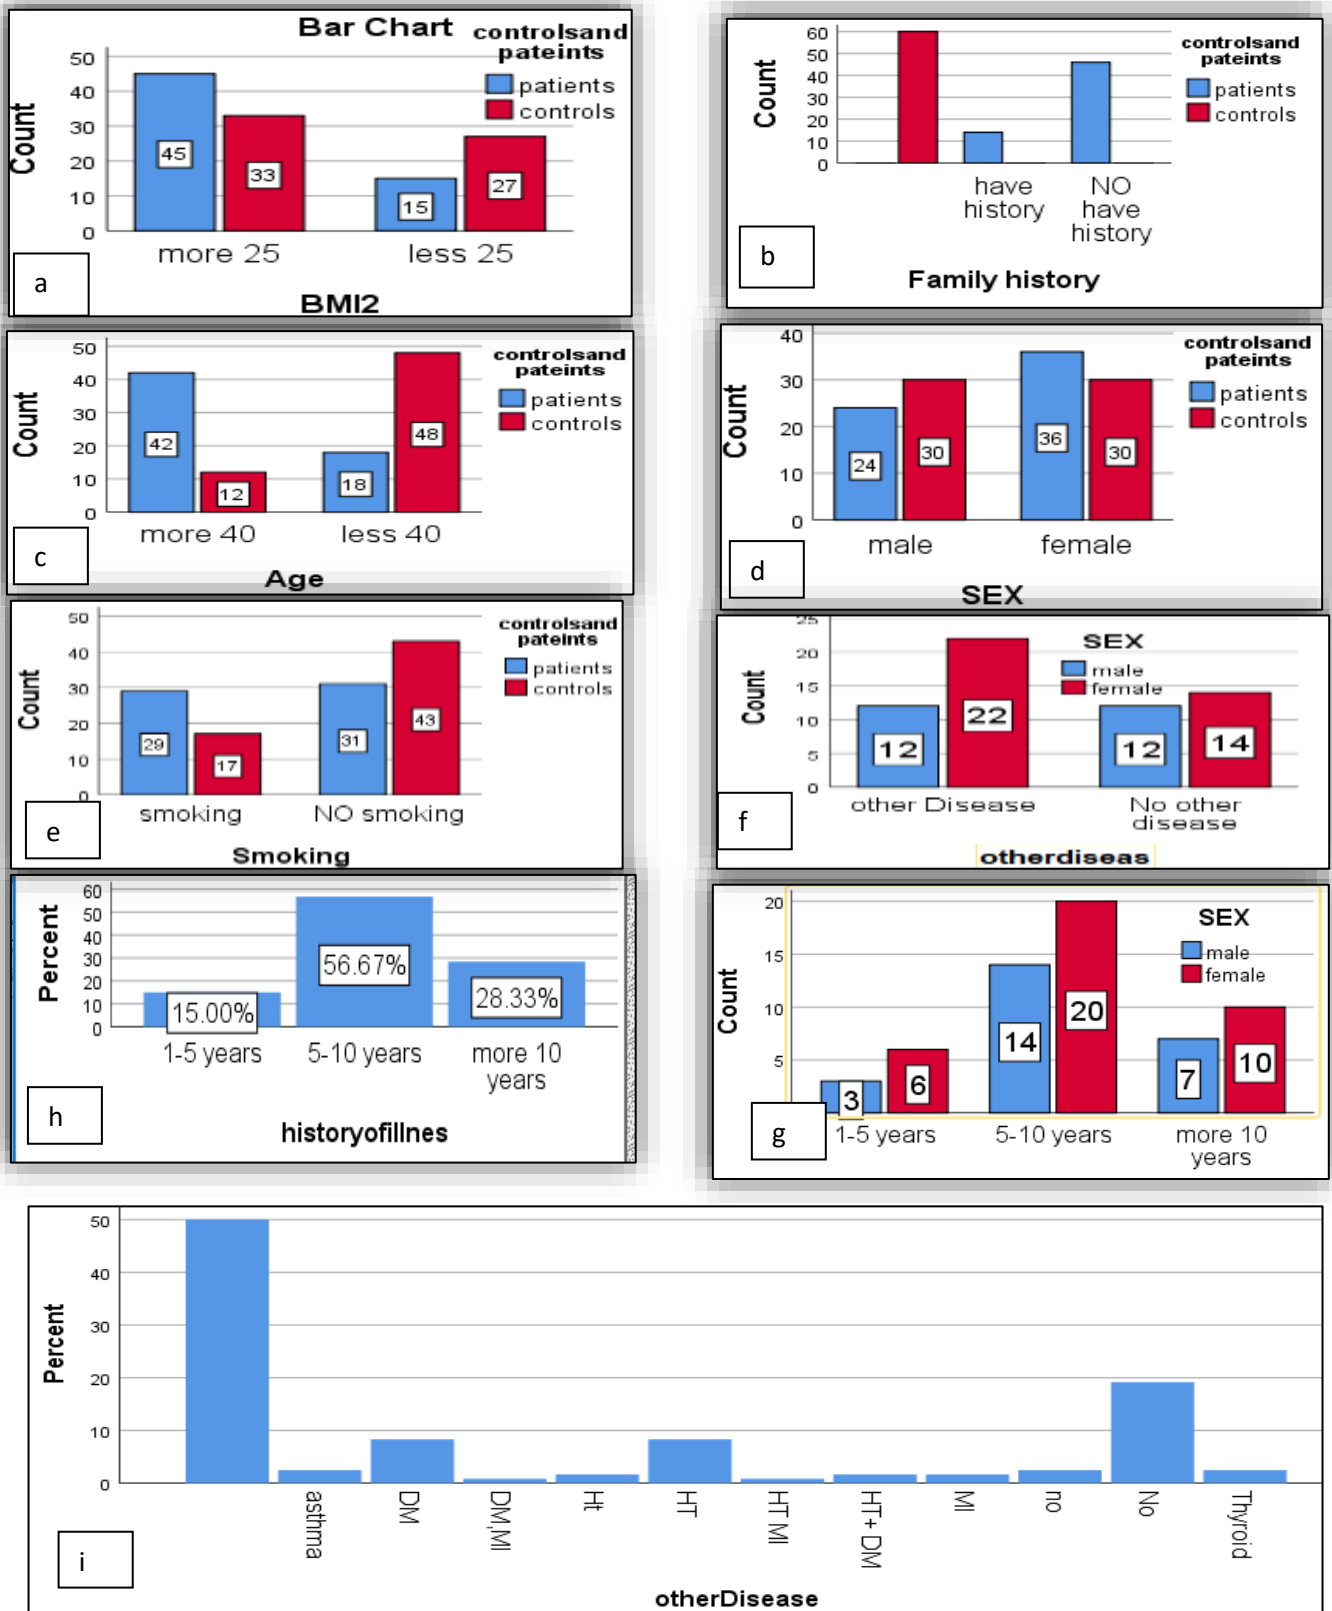 Bar Chart
controlsand
pateints
patients
controls
Count
50
40
30
20
10
0
45
33
15
27
more 25
less 25
BMI2
a
60
50
40
30
20
10
0
Count
controlsand
pateints
patients
controls
have
history
NO
have
history
Family history
b
50
40
30
20
10
0
Count
controlsand
pateints
patients
controls
42
12
18
48
more 40
less 40
Age
c
40
30
20
10
0
Count
controlsand
pateints
patients
controls
24
30
36
30
male
female
SEX
d
50
40
30
20
10
0
Count
controlsand
pateints
patients
controls
29
17
31
43
smoking
NO smoking
Smoking
e
25
20
15
10
5
0
Count
SEX
male
female
12
22
12
14
other Disease
No other
disease
otherdiseas
f
60
50
40
30
20
10
0
Percent
15.00%
56.67%
28.33%
1-5 years
5-10 years
more 10
years
historyofillnes
h
20
15
10
5
Count
SEX
male
female
3
6
14
20
7
10
1-5 years
5-10 years
more 10
years
g
50
40
30
20
10
0
Percent
asthma
DM
DM,MI
Ht
HT
HT MI
HT+ DM
MI
no
No
Thyroid
otherDisease
i